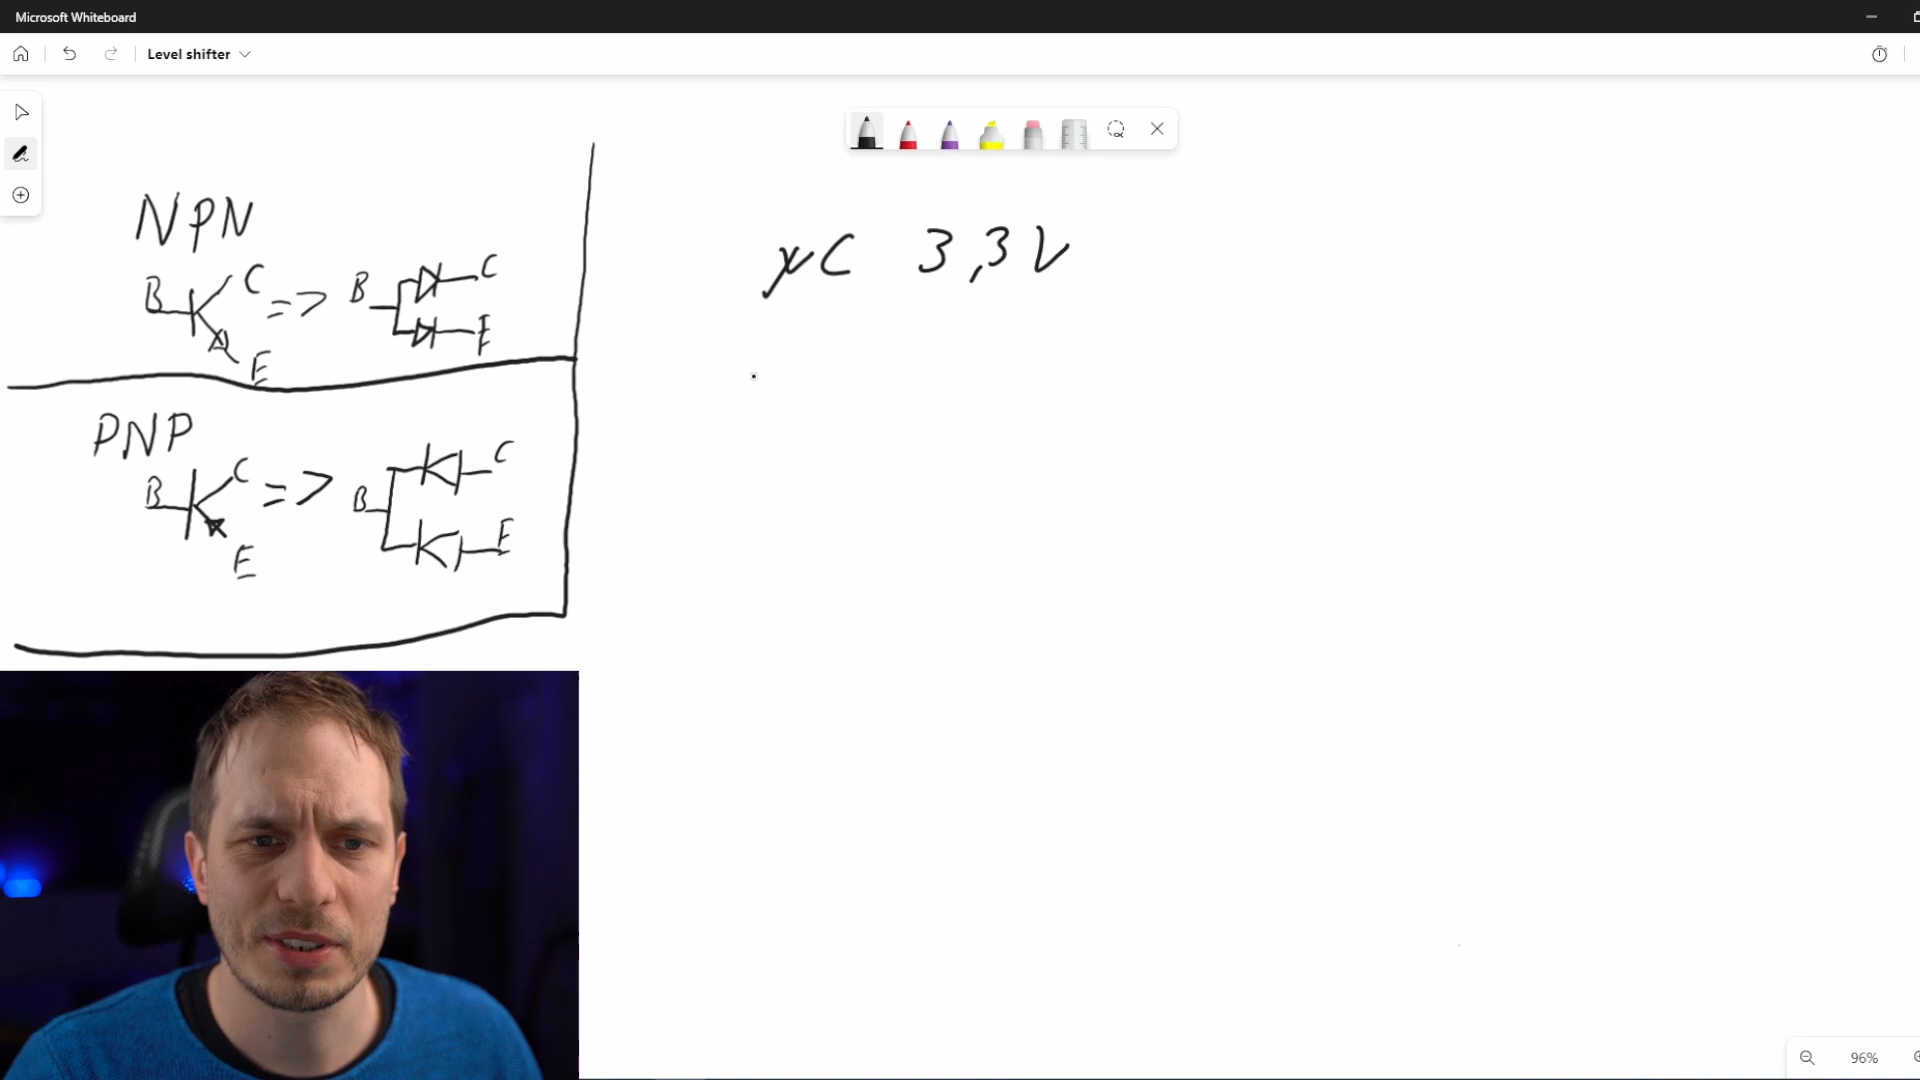 Microsoft Whiteboard
Level shifter
NPN
B C E => B C E
PNP
B C E => B C E
µC 3,3V
96%